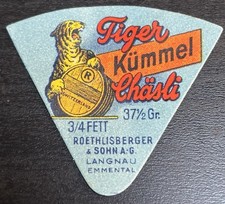 Tiger
Kümmel
Chäsli
R
37½ Gr.
3/4 FETT
ROETHLISBERGER
& SOHN A.-G.
LANGNAU
EMMENTAL